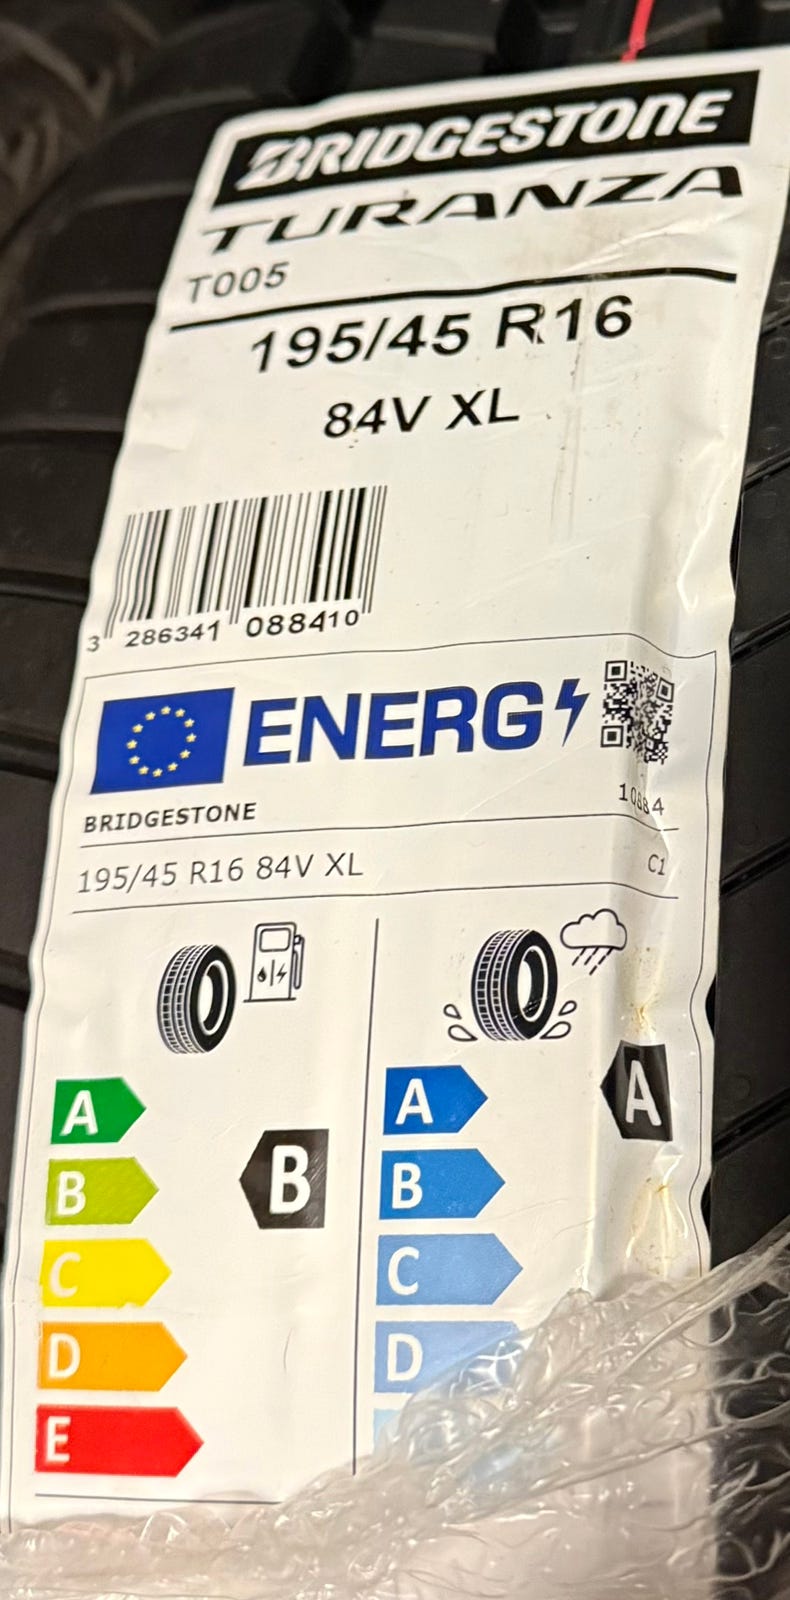 BRIDGESTONE
TURANZA
T005
195/45 R16
84V XL
3 286341 088410
ENERG
BRIDGESTONE
10884
195/45 R16 84V XL
C1
A
B
C
D
E
B
A
B
C
D
A